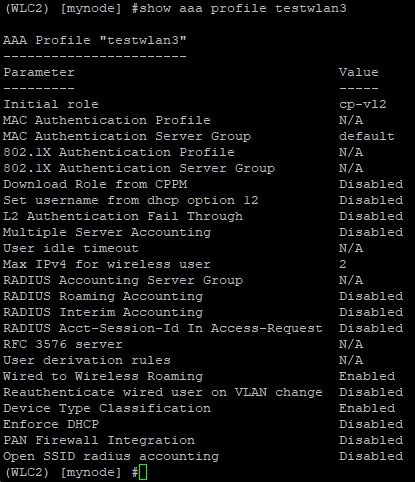 (WLC2) [mynode] #show aaa profile testwlan3
AAA Profile "testwlan3"
-----------------------
Parameter Value
--------- -----
Initial role cp-vl2
MAC Authentication Profile N/A
MAC Authentication Server Group default
802.1X Authentication Profile N/A
802.1X Authentication Server Group N/A
Download Role from CPPM Disabled
Set username from dhcp option 12 Disabled
L2 Authentication Fail Through Disabled
Multiple Server Accounting Disabled
User idle timeout N/A
Max IPv4 for wireless user 2
RADIUS Accounting Server Group N/A
RADIUS Roaming Accounting Disabled
RADIUS Interim Accounting Disabled
RADIUS Acct-Session-Id In Access-Request Disabled
RFC 3576 server N/A
User derivation rules N/A
Wired to Wireless Roaming Enabled
Reauthenticate wired user on VLAN change Disabled
Device Type Classification Enabled
Enforce DHCP Disabled
PAN Firewall Integration Disabled
Open SSID radius accounting Disabled
(WLC2) [mynode] #